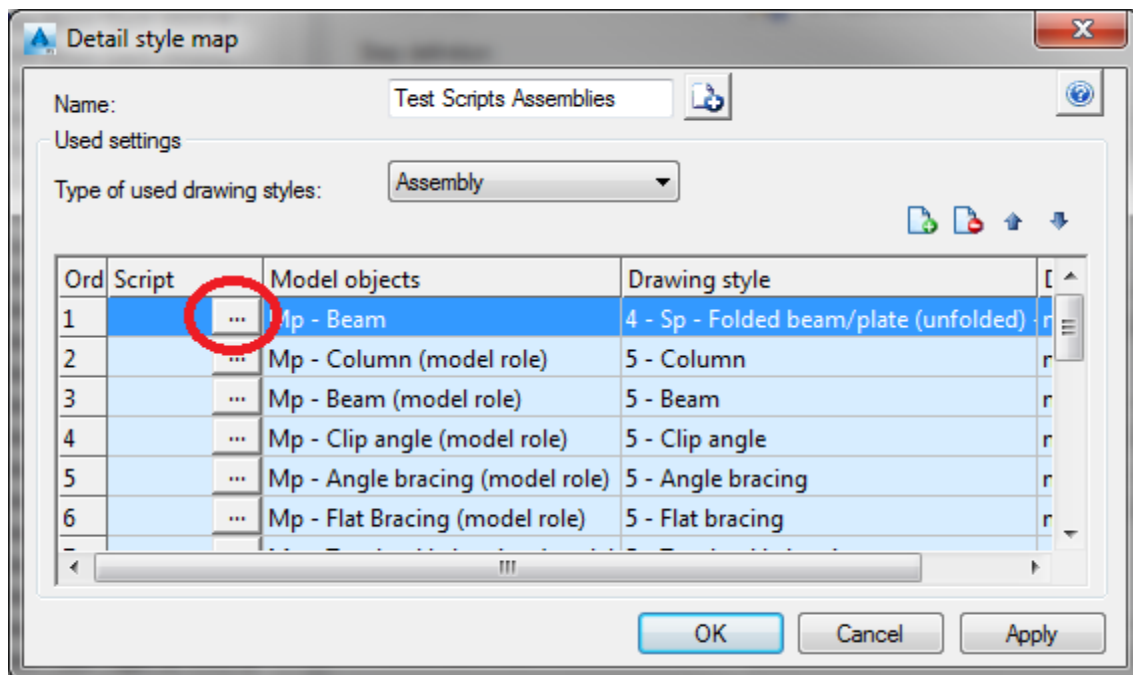 Detail style map
Name:
Test Scripts Assemblies
Used settings
Type of used drawing styles:
Assembly
Ord Script Model objects Drawing style
1 ... Mp - Beam 4 - Sp - Folded beam/plate (unfolded) -
2 ... Mp - Column (model role) 5 - Column
3 ... Mp - Beam (model role) 5 - Beam
4 ... Mp - Clip angle (model role) 5 - Clip angle
5 ... Mp - Angle bracing (model role) 5 - Angle bracing
6 ... Mp - Flat Bracing (model role) 5 - Flat bracing
OK Cancel Apply